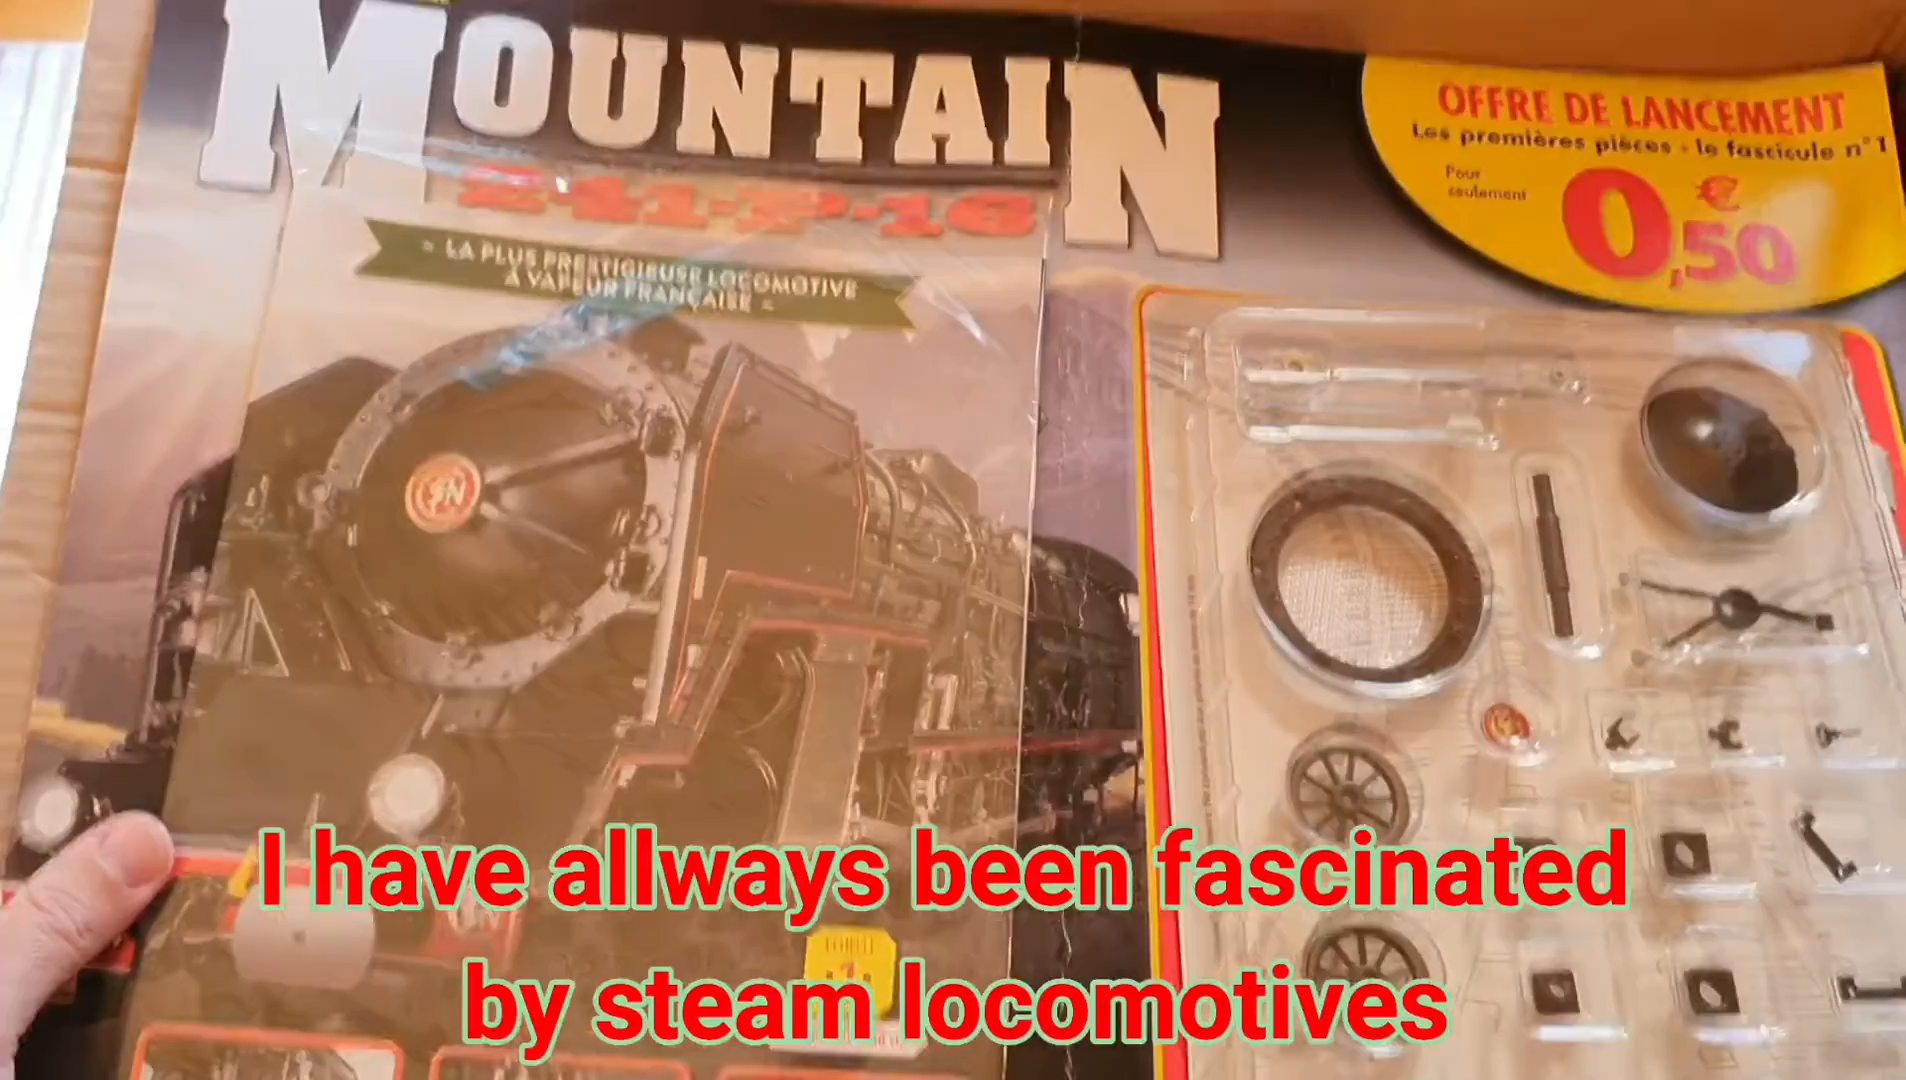 MOUNTAIN
241-P-16
LA PLUS PRESTIGIEUSE LOCOMOTIVE
À VAPEUR FRANÇAISE
OFFRE DE LANCEMENT
Les premières pièces + le fascicule n°1
Pour
seulement
0,50 €
I have allways been fascinated
by steam locomotives